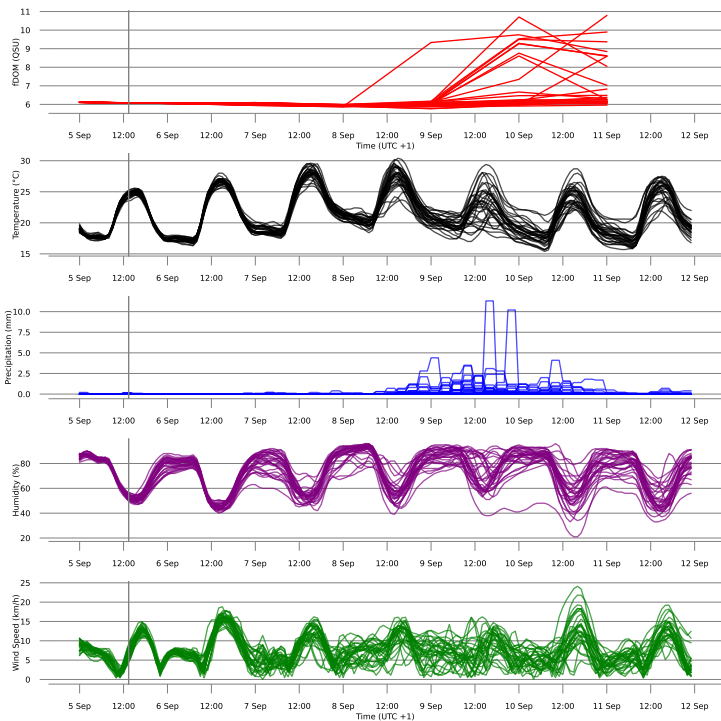 11
10
9
8
7
6
fDOM (QSU)
5 Sep 12:00 6 Sep 12:00 7 Sep 12:00 8 Sep 12:00 9 Sep 12:00 10 Sep 12:00 11 Sep 12:00 12 Sep
Time (UTC +1)
30
25
20
15
Temperature (°C)
5 Sep 12:00 6 Sep 12:00 7 Sep 12:00 8 Sep 12:00 9 Sep 12:00 10 Sep 12:00 11 Sep 12:00 12 Sep
10.0
7.5
5.0
2.5
0.0
Precipitation (mm)
5 Sep 12:00 6 Sep 12:00 7 Sep 12:00 8 Sep 12:00 9 Sep 12:00 10 Sep 12:00 11 Sep 12:00 12 Sep
80
60
40
20
Humidity (%)
5 Sep 12:00 6 Sep 12:00 7 Sep 12:00 8 Sep 12:00 9 Sep 12:00 10 Sep 12:00 11 Sep 12:00 12 Sep
25
20
15
10
5
0
Wind Speed (km/h)
5 Sep 12:00 6 Sep 12:00 7 Sep 12:00 8 Sep 12:00 9 Sep 12:00 10 Sep 12:00 11 Sep 12:00 12 Sep
Time (UTC +1)